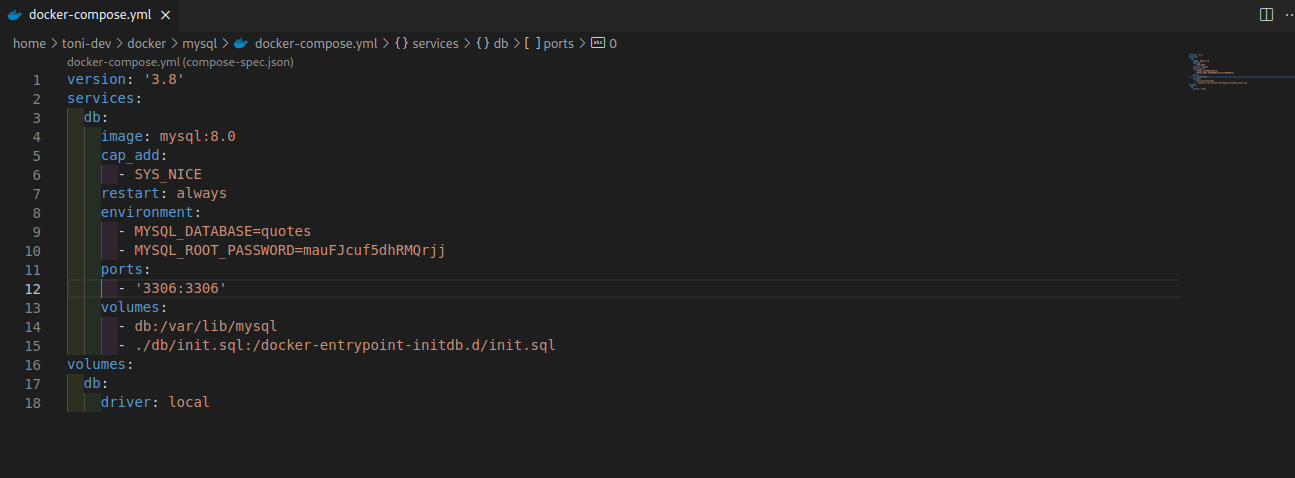 docker-compose.yml ×
home > toni-dev > docker > mysql > docker-compose.yml > {} services > {} db > [ ] ports > abc 0
docker-compose.yml (compose-spec.json)
1 version: '3.8'
2 services:
3   db:
4     image: mysql:8.0
5     cap_add:
6       - SYS_NICE
7     restart: always
8     environment:
9       - MYSQL_DATABASE=quotes
10       - MYSQL_ROOT_PASSWORD=mauFJcuf5dhRMQrjj
11     ports:
12       - '3306:3306'
13     volumes:
14       - db:/var/lib/mysql
15       - ./db/init.sql:/docker-entrypoint-initdb.d/init.sql
16 volumes:
17   db:
18     driver: local